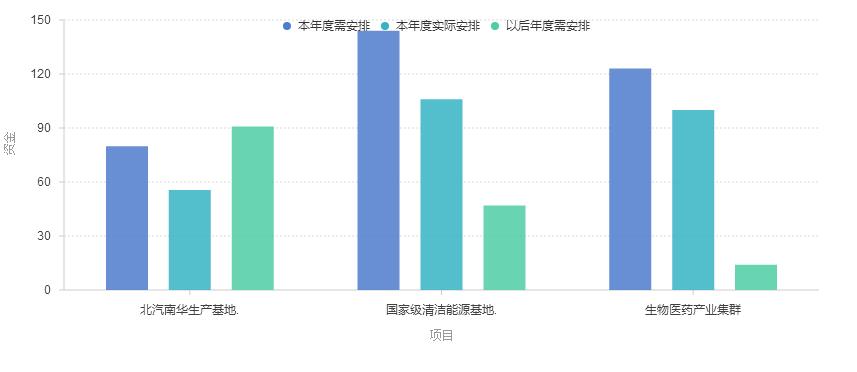 本年度需安排 本年度实际安排 以后年度需安排
150
120
90
60
30
0
资金
北汽南华生产基地. 国家级清洁能源基地. 生物医药产业集群
项目